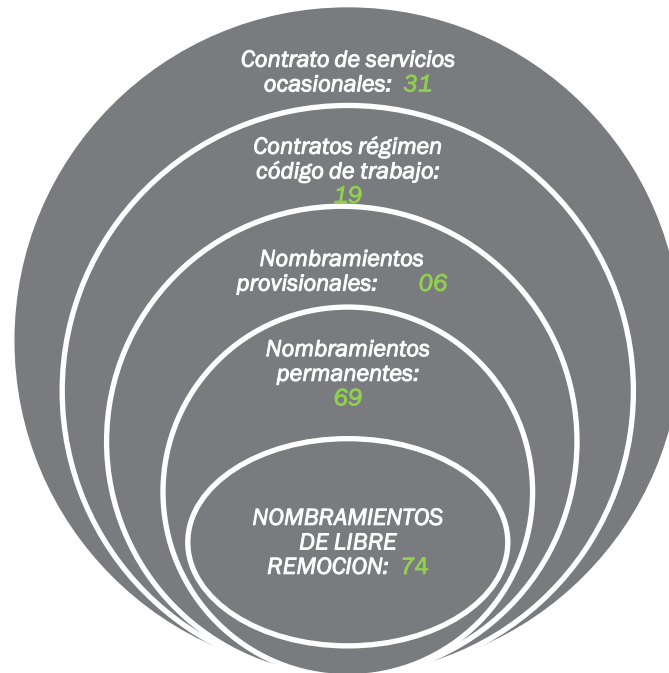 Contrato de servicios
ocasionales: 31
Contratos régimen
código de trabajo:
19
Nombramientos
provisionales: 06
Nombramientos
permanentes:
69
NOMBRAMIENTOS
DE LIBRE
REMOCION: 74